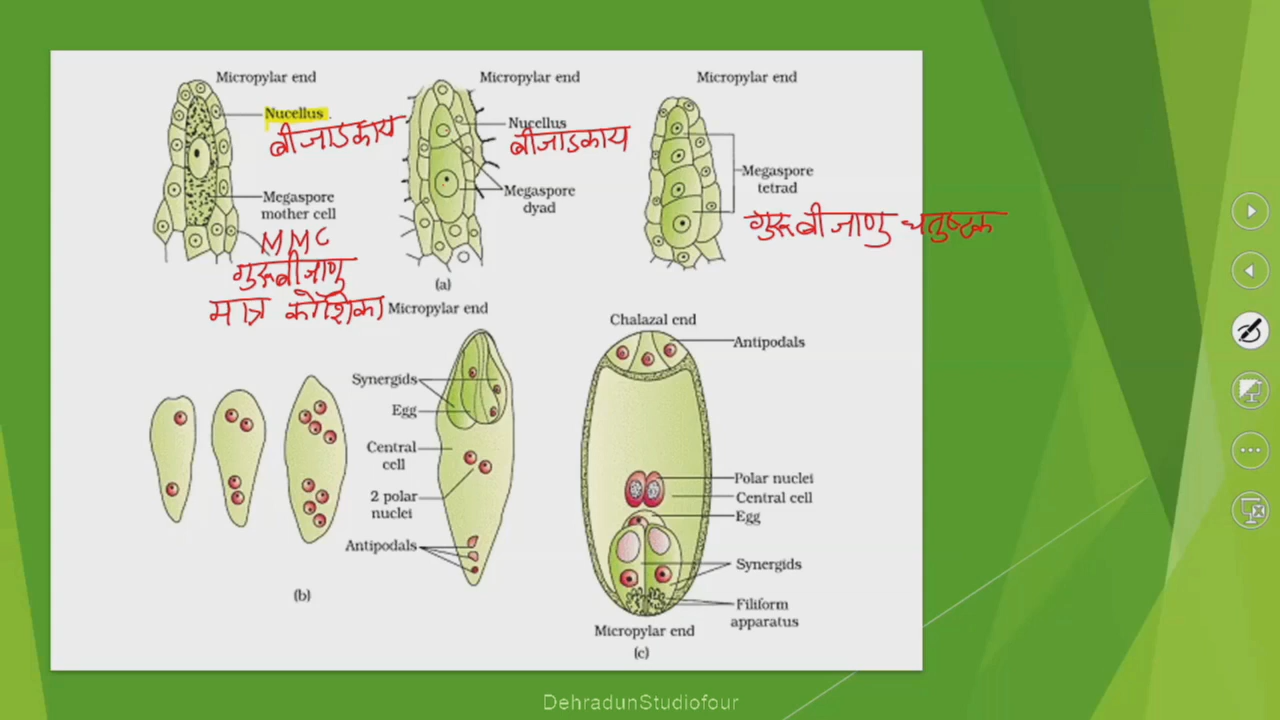 Micropylar end
Micropylar end
Micropylar end
Nucellus
बीजाडकाय
Nucellus
बीजाडकाय
Megaspore
mother cell
MMC
गुरूबीजाणु
मात्र कोशिका
Megaspore
dyad
Megaspore
tetrad
गुरूबीजाणु चतुष्टक
(a)
Micropylar end
Synergids
Egg
Central
cell
2 polar
nuclei
Antipodals
(b)
Chalazal end
Antipodals
Polar nuclei
Central cell
Egg
Synergids
Filiform
apparatus
Micropylar end
(c)
DehradunStudiofour